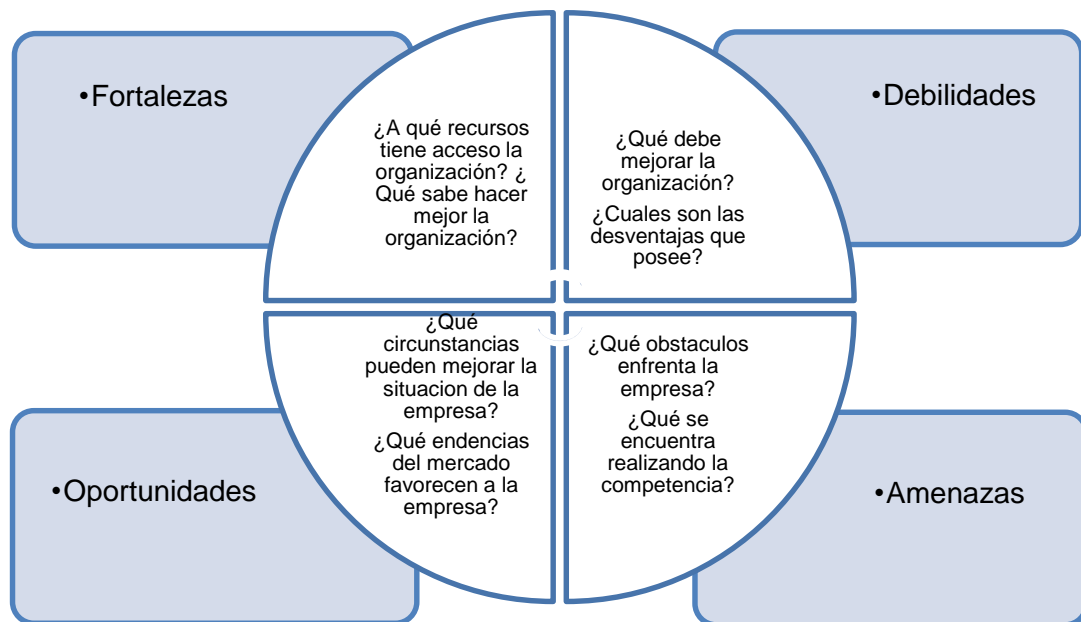 •Fortalezas
¿A qué recursos
tiene acceso la
organización? ¿
Qué sabe hacer
mejor la
organización?
•Debilidades
¿Qué debe
mejorar la
organización?
¿Cuales son las
desventajas que
posee?
•Oportunidades
¿Qué
circunstancias
pueden mejorar la
situacion de la
empresa?
¿Qué endencias
del mercado
favorecen a la
empresa?
•Amenazas
¿Qué obstaculos
enfrenta la
empresa?
¿Qué se
encuentra
realizando la
competencia?